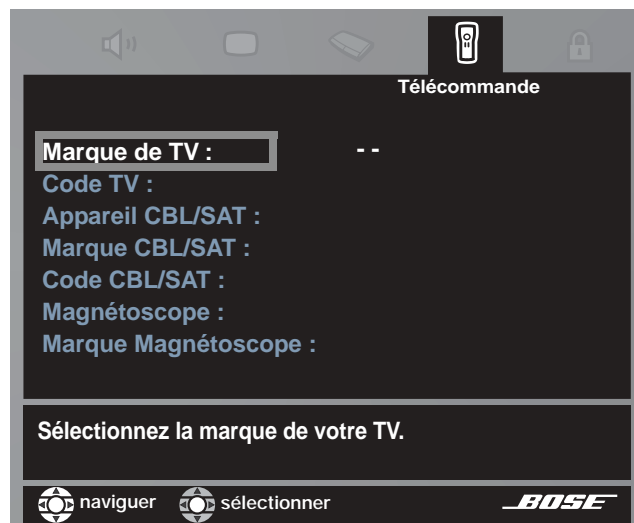 Télécommande
Marque de TV : - -
Code TV :
Appareil CBL/SAT :
Marque CBL/SAT :
Code CBL/SAT :
Magnétoscope :
Marque Magnétoscope :
Sélectionnez la marque de votre TV.
naviguer sélectionner BOSE